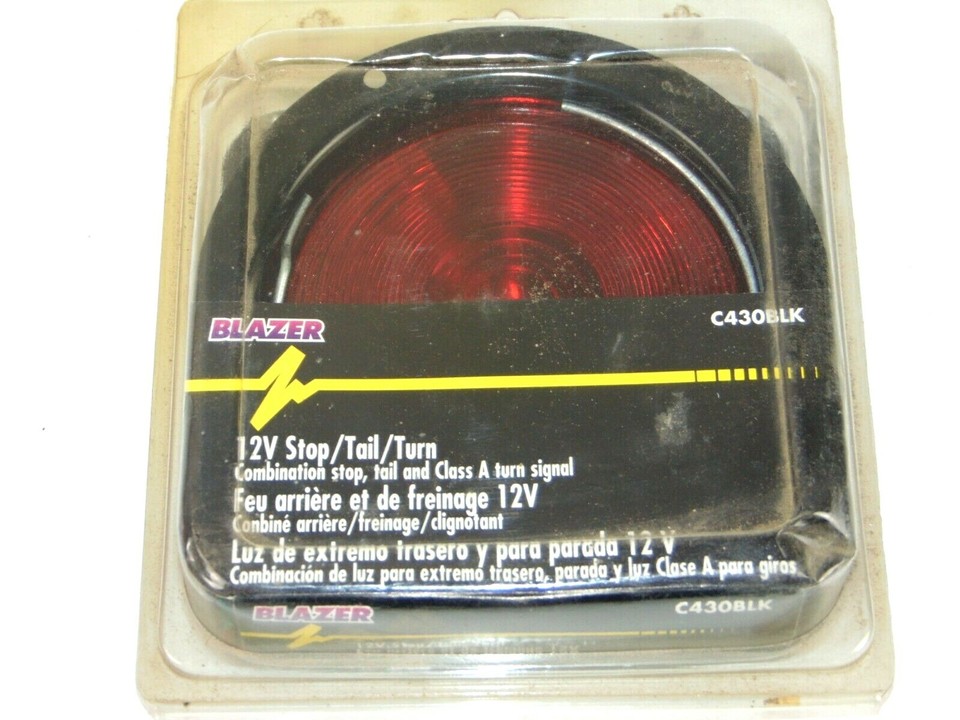 BLAZER
C430BLK
12V Stop/Tail/Turn
Combination stop, tail and Class A turn signal
Feu arrière et de freinage 12V
Conbiné arrière/freinage/clignotant
Luz de extremo trasero y para parada 12 V
Combinación de luz para extremo trasero, parada y luz Clase A para giros
BLAZER
C430BLK